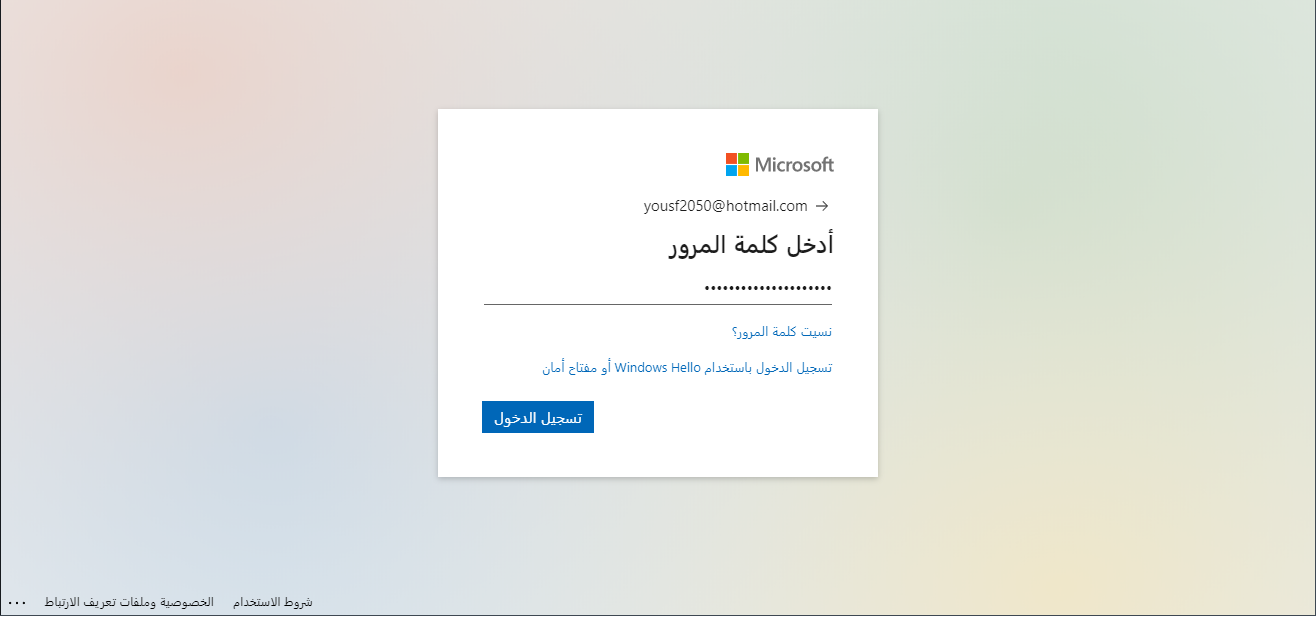 Microsoft
yousf2050@hotmail.com
أدخل كلمة المرور
•••••••••••••••••••••
نسيت كلمة المرور؟
تسجيل الدخول باستخدام Windows Hello أو مفتاح أمان
تسجيل الدخول
شروط الاستخدام
الخصوصية وملفات تعريف الارتباط